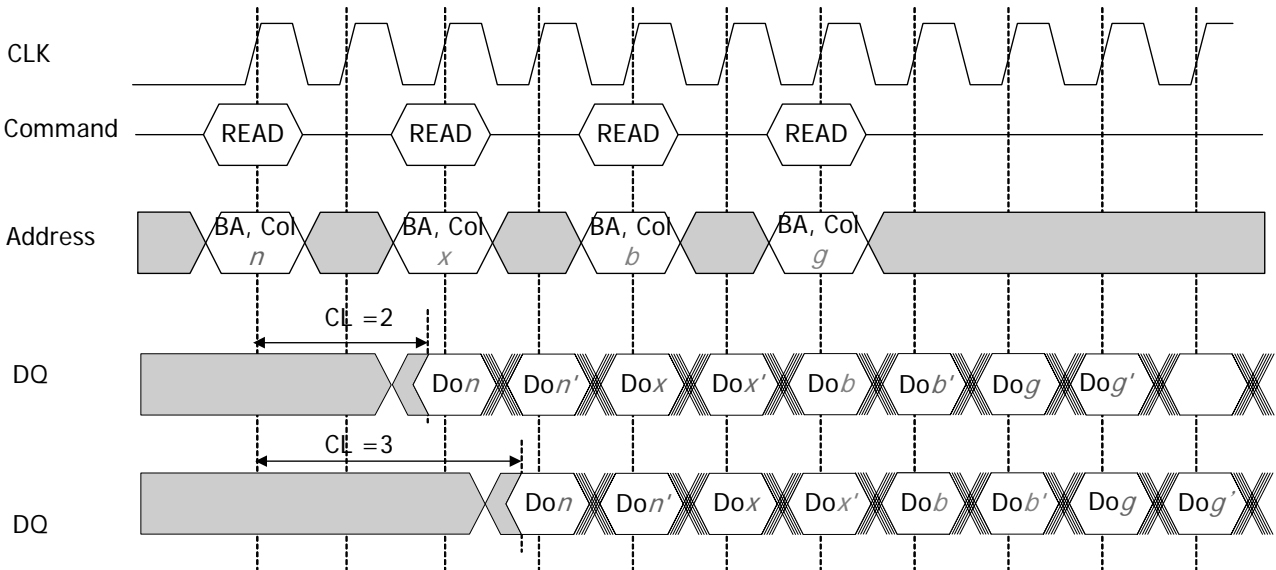 CLK
Command READ READ READ READ
Address BA, Col n BA, Col x BA, Col b BA, Col g
CL =2
DQ Don Don' Dox Dox' Dob Dob' Dog Dog'
CL =3
DQ Don Don' Dox Dox' Dob Dob' Dog Dog'